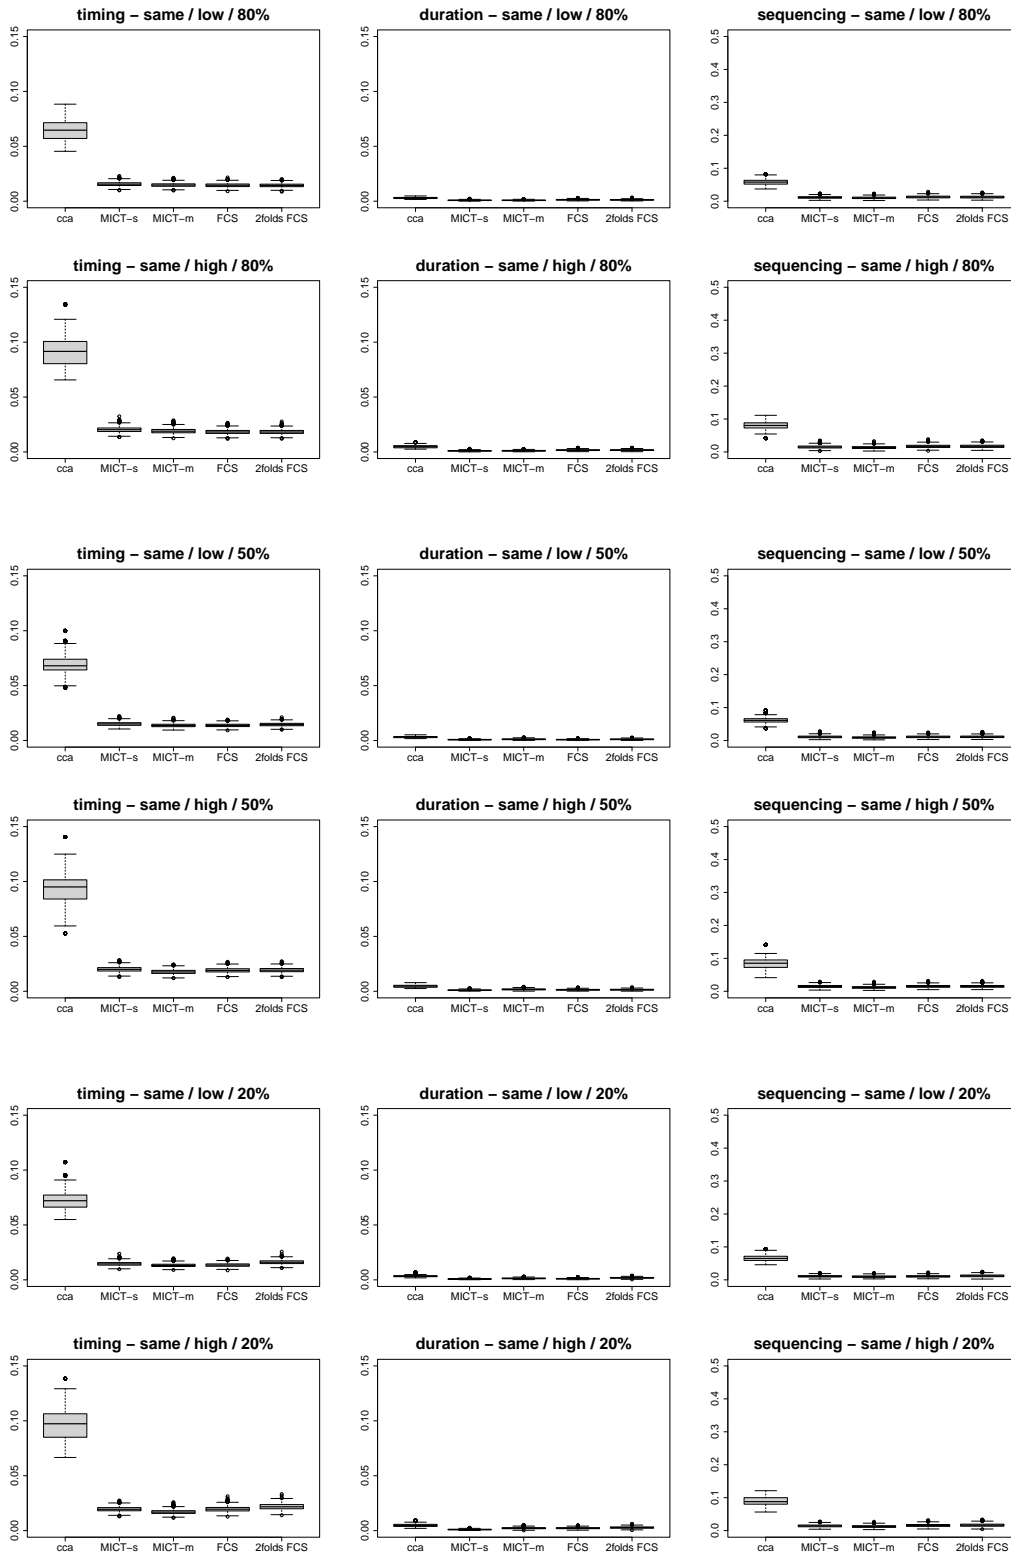 timing – same / low / 80%
0.00 0.05 0.10 0.15
cca MICT–s MICT–m FCS 2folds FCS
duration – same / low / 80%
0.00 0.05 0.10 0.15
cca MICT–s MICT–m FCS 2folds FCS
sequencing – same / low / 80%
0.0 0.1 0.2 0.3 0.4 0.5
cca MICT–s MICT–m FCS 2folds FCS
timing – same / high / 80%
0.00 0.05 0.10 0.15
cca MICT–s MICT–m FCS 2folds FCS
duration – same / high / 80%
0.00 0.05 0.10 0.15
cca MICT–s MICT–m FCS 2folds FCS
sequencing – same / high / 80%
0.0 0.1 0.2 0.3 0.4 0.5
cca MICT–s MICT–m FCS 2folds FCS
timing – same / low / 50%
0.00 0.05 0.10 0.15
cca MICT–s MICT–m FCS 2folds FCS
duration – same / low / 50%
0.00 0.05 0.10 0.15
cca MICT–s MICT–m FCS 2folds FCS
sequencing – same / low / 50%
0.0 0.1 0.2 0.3 0.4 0.5
cca MICT–s MICT–m FCS 2folds FCS
timing – same / high / 50%
0.00 0.05 0.10 0.15
cca MICT–s MICT–m FCS 2folds FCS
duration – same / high / 50%
0.00 0.05 0.10 0.15
cca MICT–s MICT–m FCS 2folds FCS
sequencing – same / high / 50%
0.0 0.1 0.2 0.3 0.4 0.5
cca MICT–s MICT–m FCS 2folds FCS
timing – same / low / 20%
0.00 0.05 0.10 0.15
cca MICT–s MICT–m FCS 2folds FCS
duration – same / low / 20%
0.00 0.05 0.10 0.15
cca MICT–s MICT–m FCS 2folds FCS
sequencing – same / low / 20%
0.0 0.1 0.2 0.3 0.4 0.5
cca MICT–s MICT–m FCS 2folds FCS
timing – same / high / 20%
0.00 0.05 0.10 0.15
cca MICT–s MICT–m FCS 2folds FCS
duration – same / high / 20%
0.00 0.05 0.10 0.15
cca MICT–s MICT–m FCS 2folds FCS
sequencing – same / high / 20%
0.0 0.1 0.2 0.3 0.4 0.5
cca MICT–s MICT–m FCS 2folds FCS